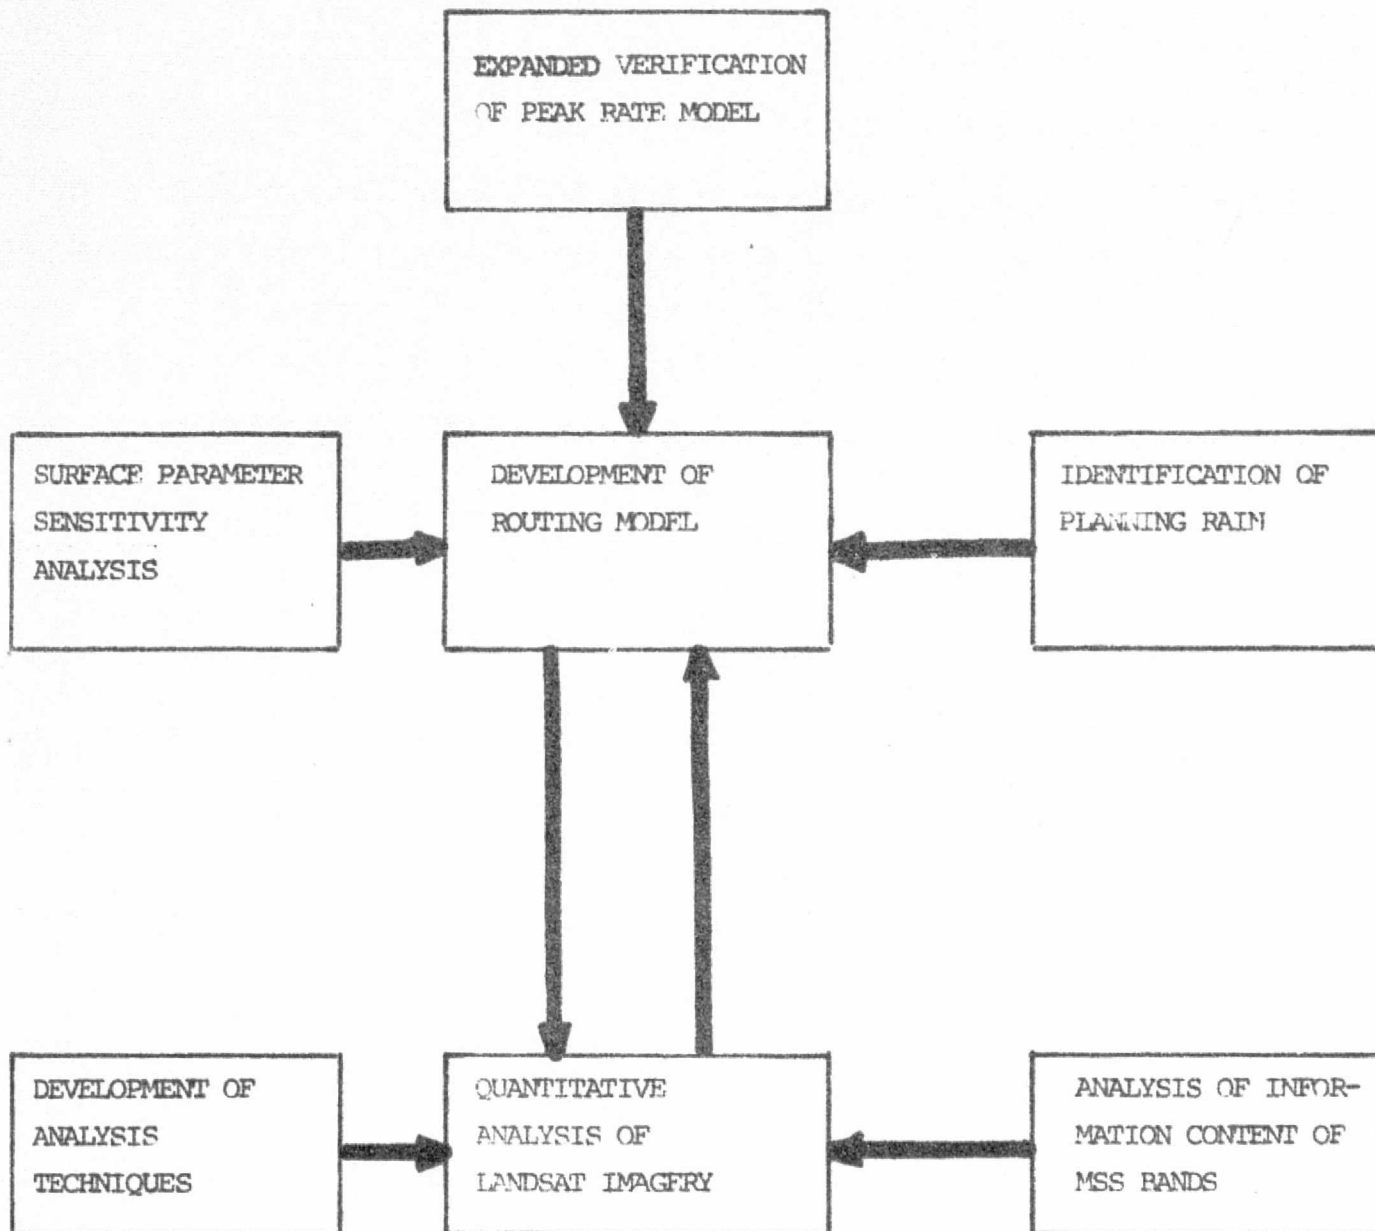 EXPANDED VERIFICATION
OF PEAK RATE MODEL
SURFACE PARAMETER
SENSITIVITY
ANALYSIS
DEVELOPMENT OF
ROUTING MODEL
IDENTIFICATION OF
PLANNING RAIN
DEVELOPMENT OF
ANALYSIS
TECHNIQUES
QUANTITATIVE
ANALYSIS OF
LANDSAT IMAGERY
ANALYSIS OF INFOR-
MATION CONTENT OF
MSS BANDS